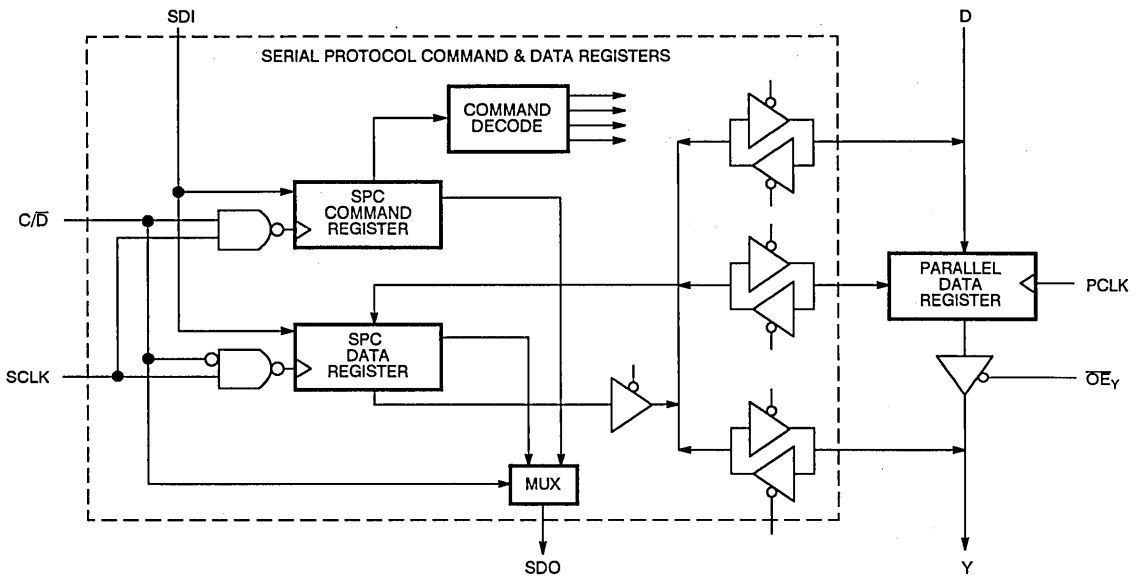 SDI
D
SERIAL PROTOCOL COMMAND & DATA REGISTERS
COMMAND
DECODE
SPC
COMMAND
REGISTER
C/D̅
PARALLEL
DATA
REGISTER
PCLK
SPC
DATA
REGISTER
SCLK
O̅E̅Y
MUX
SDO
Y